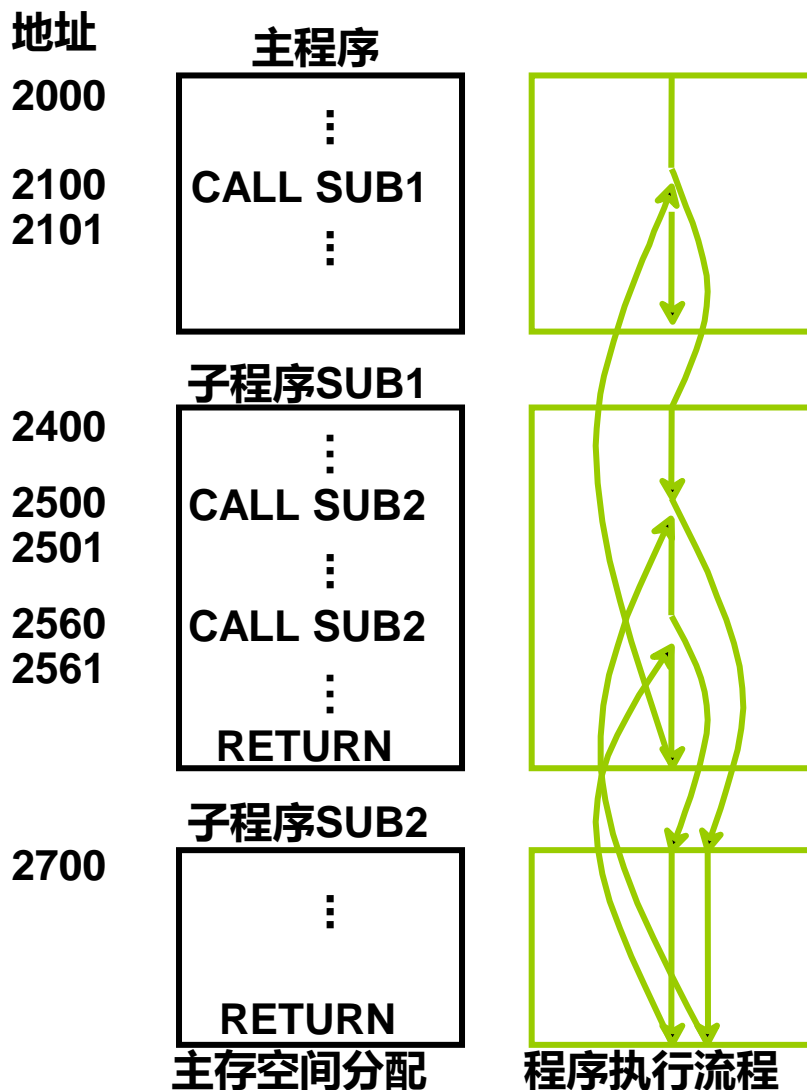 地址
主程序
2000
⋮
2100 CALL SUB1
2101
⋮
子程序SUB1
2400
⋮
2500 CALL SUB2
2501
⋮
2560 CALL SUB2
2561
⋮
RETURN
子程序SUB2
2700
⋮
RETURN
主存空间分配 程序执行流程